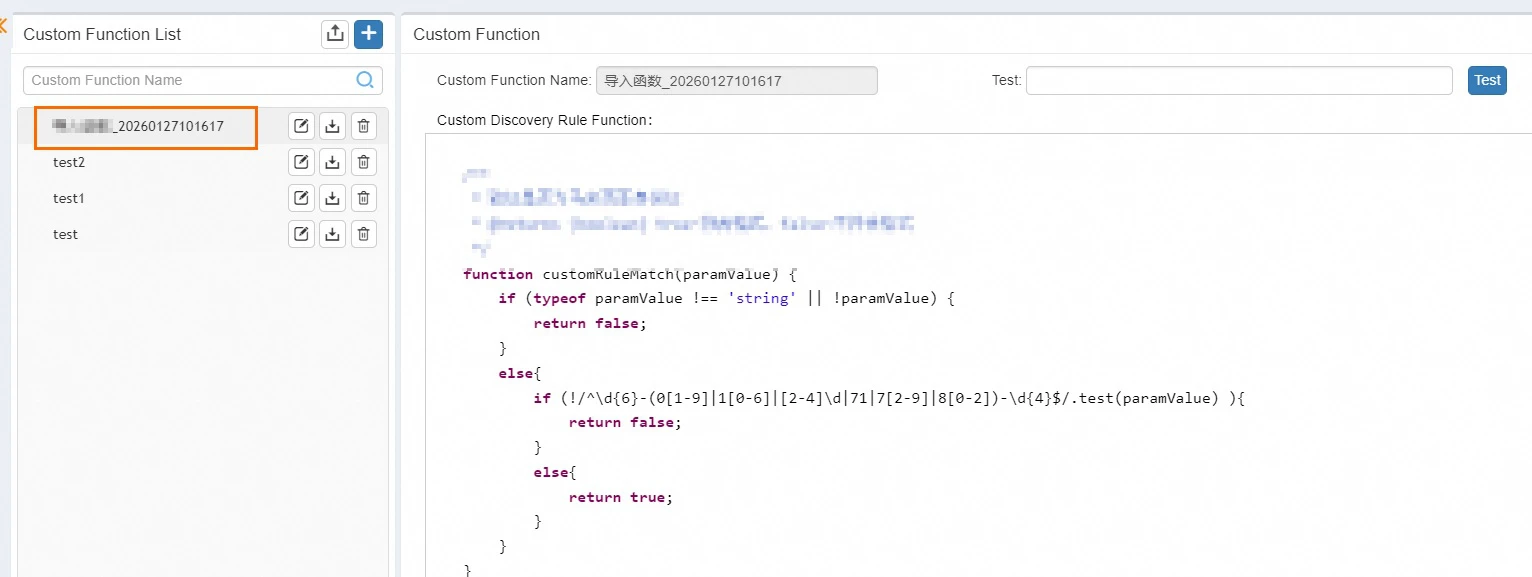 Custom Function List
Custom Function Name
_20260127101617
test2
test1
test
Custom Function
Custom Function Name: 导入函数_20260127101617
Test:
Test
Custom Discovery Rule Function:
function customRuleMatch(paramValue) {
if (typeof paramValue !== 'string' || !paramValue) {
return false;
}
else{
if (!/^\d{6}-(0[1-9]|1[0-6]|[2-4]\d|71|7[2-9]|8[0-2])-\d{4}$/.test(paramValue) ){
return false;
}
else{
return true;
}
}
}